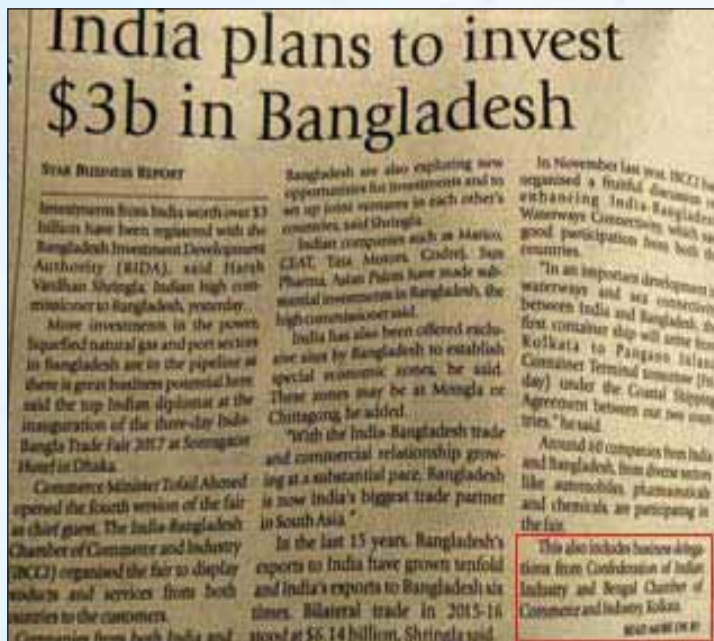 India plans to invest
$3b in Bangladesh
STAR BUSINESS REPORT
Investments from India worth over $3
billion have been registered with the
Bangladesh Investment Development
Authority (BIDA), said Harsh
Vardhan Shringla, Indian high com-
missioner to Bangladesh, yesterday.
More investments in the power,
liquefied natural gas and port sectors
in Bangladesh are in the pipeline as
there is great business potential here,
said the top Indian diplomat at the
inauguration of the three-day Indo-
Bangla Trade Fair 2017 at Sonargaon
Hotel in Dhaka.
Commerce Minister Tofail Ahmed
opened the fourth version of the fair
as chief guest. The India-Bangladesh
Chamber of Commerce and Industry
(IBCCI) organised the fair to display
products and services from both
countries to the customers.
Companies from both India and
Bangladesh are also exploring new
opportunities for investments and to
set up joint ventures in each other's
countries, said Shringla.
Indian companies such as Marico,
CEAT, Tata Motors, Godrej, Sun
Pharma, Asian Paints have made sub-
stantial investments in Bangladesh, the
high commissioner said.
India has also been offered exclu-
sive sites by Bangladesh to establish
special economic zones, he said.
These zones may be at Mongla or
Chittagong, he added.
"With the India-Bangladesh trade
and commercial relationship grow-
ing at a substantial pace, Bangladesh
is now India's biggest trade partner
in South Asia."
In the last 15 years, Bangladesh's
exports to India have grown tenfold
and India's exports to Bangladesh six
times. Bilateral trade in 2015-16
stood at $6.14 billion, Shringla said.
In November last year, IBCCI
organised a fruitful discussion
enhancing India-Bangladesh
Waterways Connectivity, which
good participation from both the
countries.
"In an important development
waterways and sea connectivity
between India and Bangladesh, the
first container ship will arrive from
Kolkata to Pangaon Island
Container Terminal tomorrow
day) under the Coastal Shipping
Agreement between our two coun-
tries," he said.
Around 60 companies from India
and Bangladesh, from diverse sectors
like automobiles, pharmaceuticals
and chemicals, are participating in
the fair.
This also includes business delega-
tions from Confederation of Indian
Industry and Bengal Chamber of
Commerce and Industry, Kolkata.
READ MORE ON B3